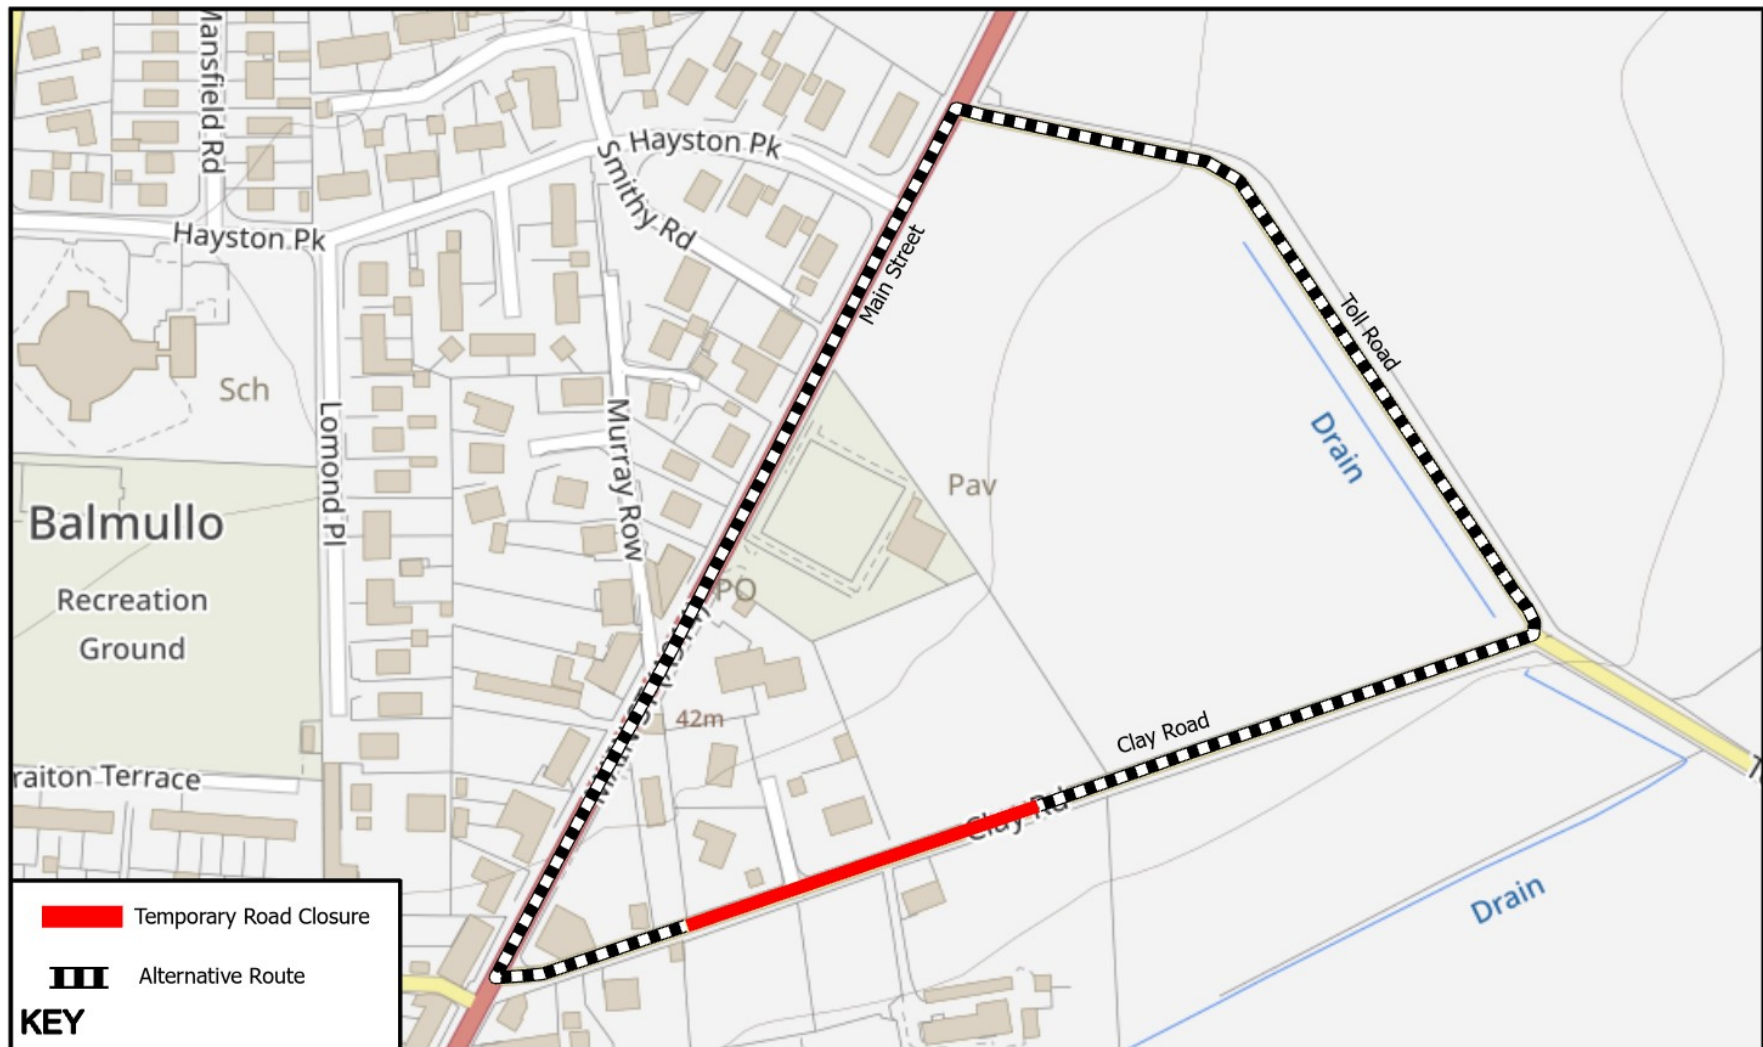 Mansfield Rd
Hayston Pk
Smithy Rd
Hayston Pk
Main Street
Toll Road
Sch
Lomond Pl
Murray Row
Drain
Pav
Balmullo
PO
Recreation
Ground
42m
Clay Road
raiton Terrace
Clay Rd
Drain
Temporary Road Closure
Alternative Route
KEY